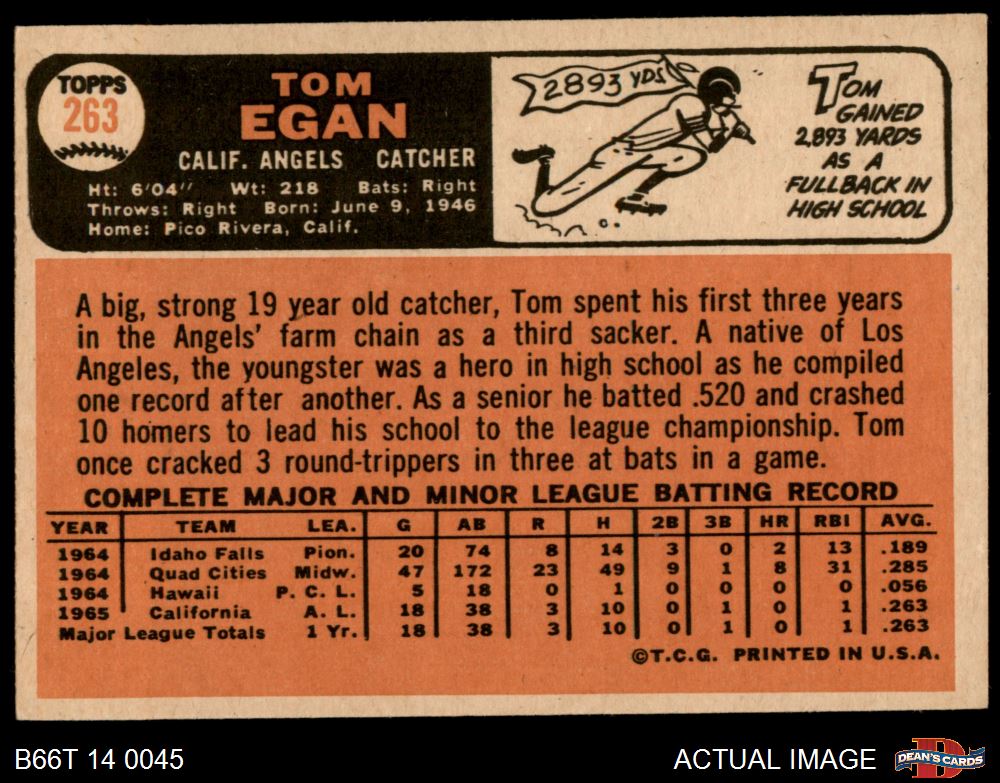 TOPPS
263
TOM
EGAN
CALIF. ANGELS CATCHER
Ht: 6'04" Wt: 218 Bats: Right
Throws: Right Born: June 9, 1946
Home: Pico Rivera, Calif.
2893 YDS
TOM
GAINED
2,893 YARDS
AS A
FULLBACK IN
HIGH SCHOOL
A big, strong 19 year old catcher, Tom spent his first three years
in the Angels' farm chain as a third sacker. A native of Los
Angeles, the youngster was a hero in high school as he compiled
one record after another. As a senior he batted .520 and crashed
10 homers to lead his school to the league championship. Tom
once cracked 3 round-trippers in three at bats in a game.
COMPLETE MAJOR AND MINOR LEAGUE BATTING RECORD
YEAR TEAM LEA. G AB R H 2B 3B HR RBI AVG.
1964 Idaho Falls Pion. 20 74 8 14 3 0 2 13 .189
1964 Quad Cities Midw. 47 172 23 49 9 1 8 31 .285
1964 Hawaii P. C. L. 5 18 0 1 0 0 0 0 .056
1965 California A. L. 18 38 3 10 0 1 0 1 .263
Major League Totals 1 Yr. 18 38 3 10 0 1 0 1 .263
©T.C.G. PRINTED IN U.S.A.
B66T 14 0045
ACTUAL IMAGE
D
DEAN'S CARDS